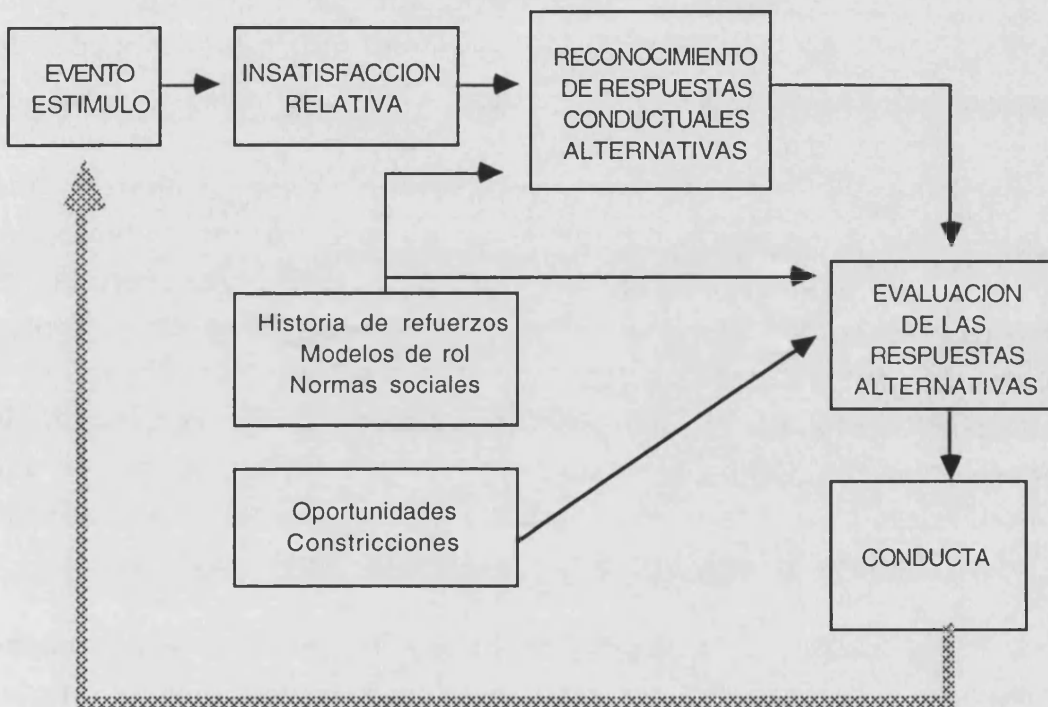 EVENTO
ESTIMULO
INSATISFACCION
RELATIVA
RECONOCIMIENTO
DE RESPUESTAS
CONDUCTUALES
ALTERNATIVAS
Historia de refuerzos
Modelos de rol
Normas sociales
EVALUACION
DE LAS
RESPUESTAS
ALTERNATIVAS
Oportunidades
Constricciones
CONDUCTA